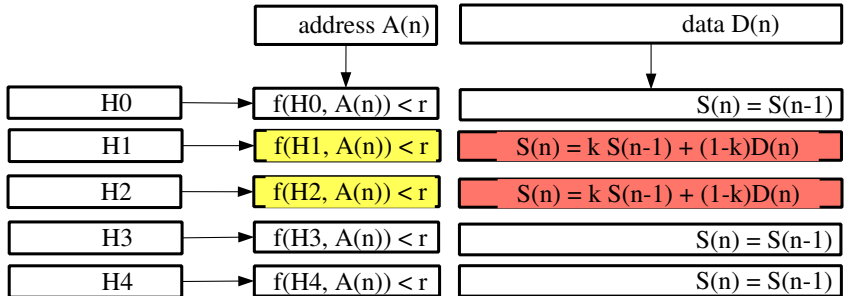 address A(n) data D(n)
H0 f(H0, A(n)) < r S(n) = S(n-1)
H1 f(H1, A(n)) < r S(n) = k S(n-1) + (1-k)D(n)
H2 f(H2, A(n)) < r S(n) = k S(n-1) + (1-k)D(n)
H3 f(H3, A(n)) < r S(n) = S(n-1)
H4 f(H4, A(n)) < r S(n) = S(n-1)